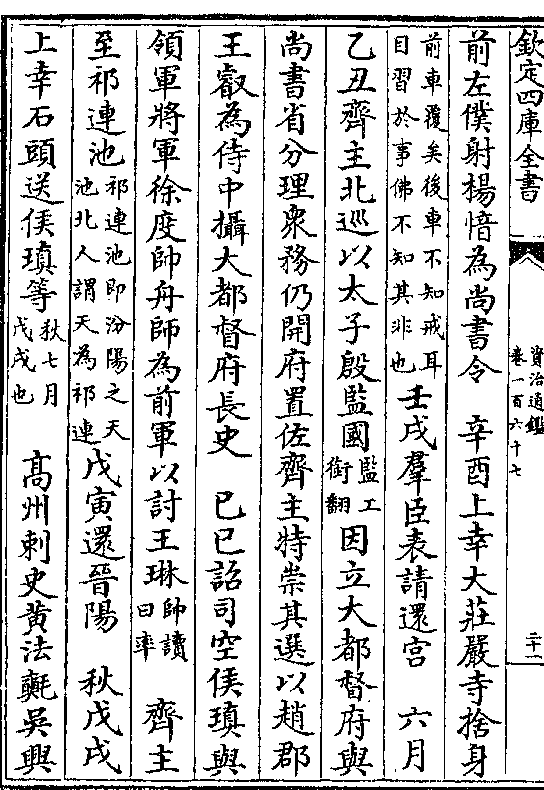 欽定四庫全書
資治通鑑
卷一百六十七
二十一
前左僕射楊愔為尚書令　辛酉上幸大莊嚴寺捨身
前車覆矣後車不知戒耳
目習於事佛不知其非也
壬戌羣臣表請還宮　六月
乙丑齊主北巡以太子殷監國
監工
銜翻
因立大都督府與
尚書省分理衆務仍開府置佐齊主特崇其選以趙郡
王叡為侍中攝大都督府長史　己巳詔司空侯瑱與
領軍將軍徐度帥舟師為前軍以討王琳
帥讀
曰率
齊主
至祁連池
祁連池即汾陽之天
池北人謂天為祁連
戊寅還晉陽　秋戊戌
上幸石頭送侯瑱等
秋七月
戊戌也
高州刺史黄法𣰰吳興